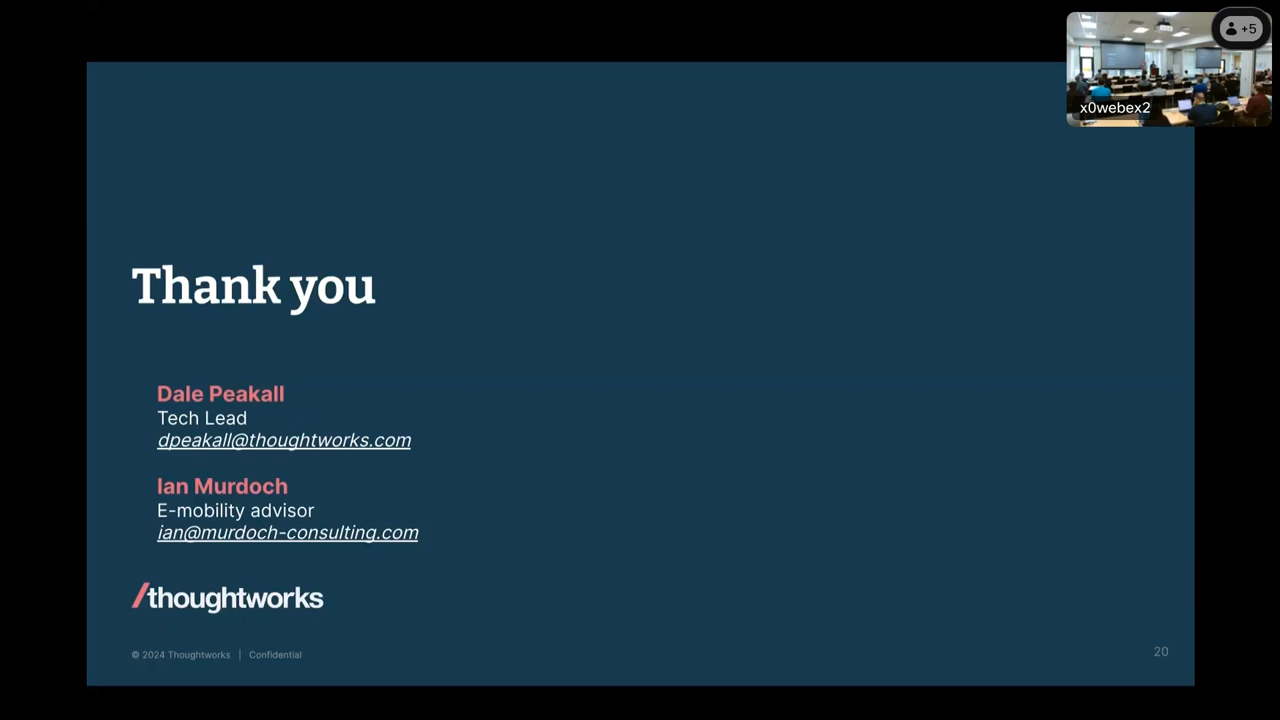 +5
x0webex2
Thank you
Dale Peakall
Tech Lead
dpeakall@thoughtworks.com
Ian Murdoch
E-mobility advisor
ian@murdoch-consulting.com
/thoughtworks
© 2024 Thoughtworks | Confidential
20